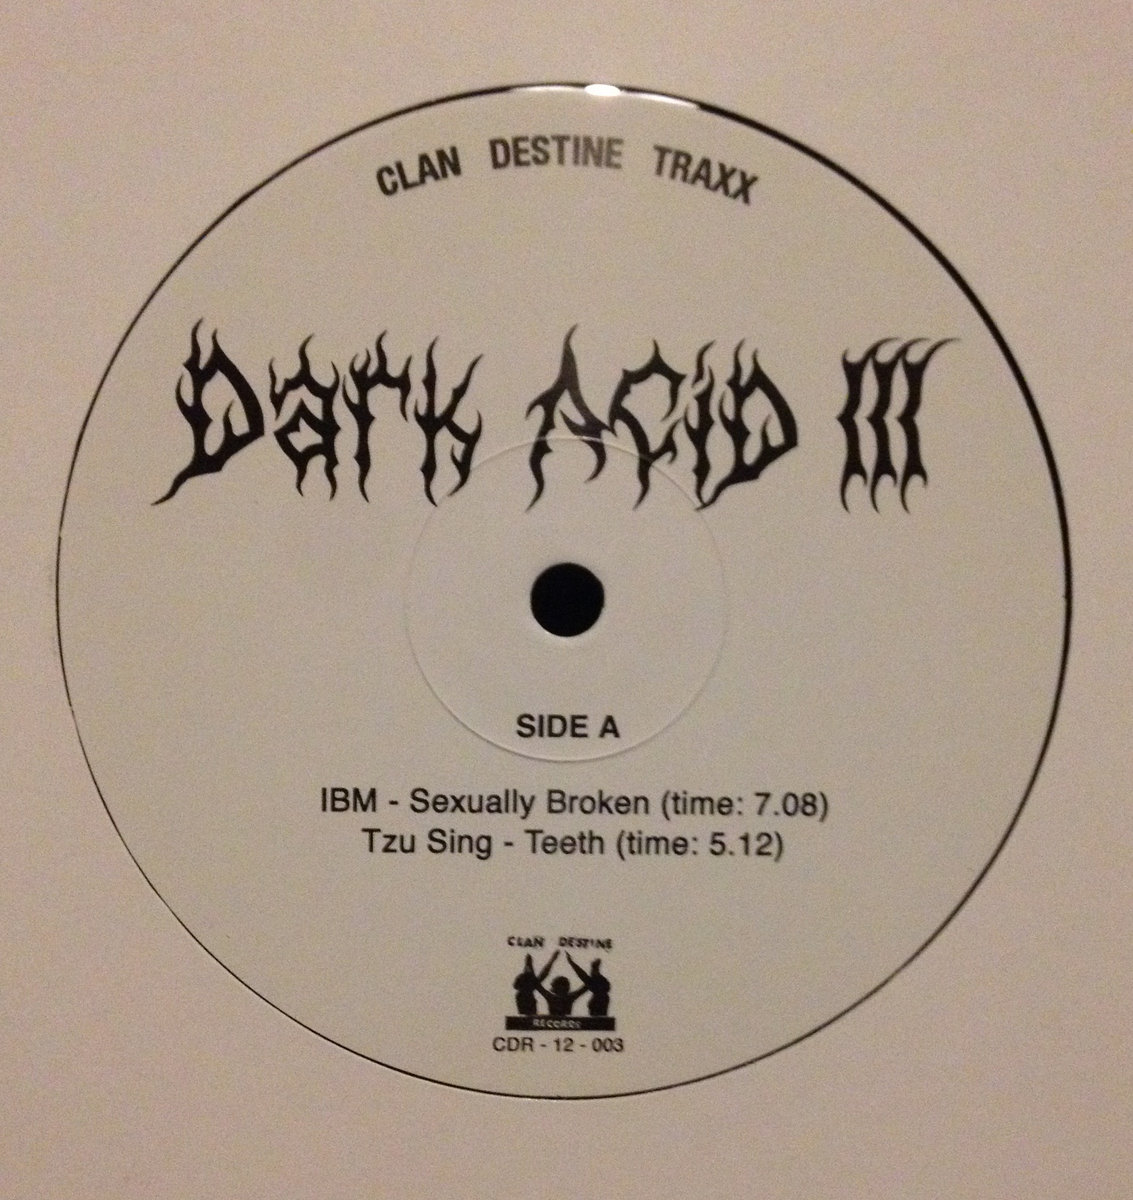 CLAN DESTINE TRAXX
Dark Acid III
SIDE A
IBM - Sexually Broken (time: 7.08)
Tzu Sing - Teeth (time: 5.12)
CLAN DESTINE
RECORDS
CDR - 12 - 003